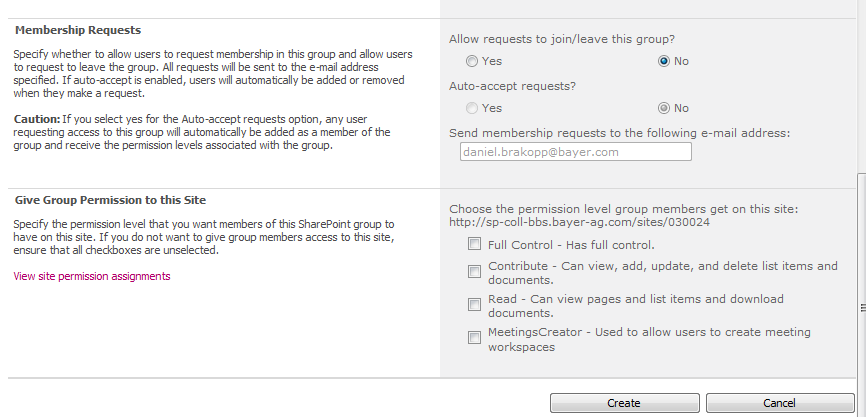 Membership Requests
Specify whether to allow users to request membership in this group and allow users
to request to leave the group. All requests will be sent to the e-mail address
specified. If auto-accept is enabled, users will automatically be added or removed
when they make a request.
Caution: If you select yes for the Auto-accept requests option, any user
requesting access to this group will automatically be added as a member of the
group and receive the permission levels associated with the group.
Allow requests to join/leave this group?
Yes No
Auto-accept requests?
Yes No
Send membership requests to the following e-mail address:
daniel.brakopp@bayer.com
Give Group Permission to this Site
Specify the permission level that you want members of this SharePoint group to
have on this site. If you do not want to give group members access to this site,
ensure that all checkboxes are unselected.
View site permission assignments
Choose the permission level group members get on this site:
http://sp-coll-bbs.bayer-ag.com/sites/030024
Full Control - Has full control.
Contribute - Can view, add, update, and delete list items and
documents.
Read - Can view pages and list items and download
documents.
MeetingsCreator - Used to allow users to create meeting
workspaces
Create Cancel